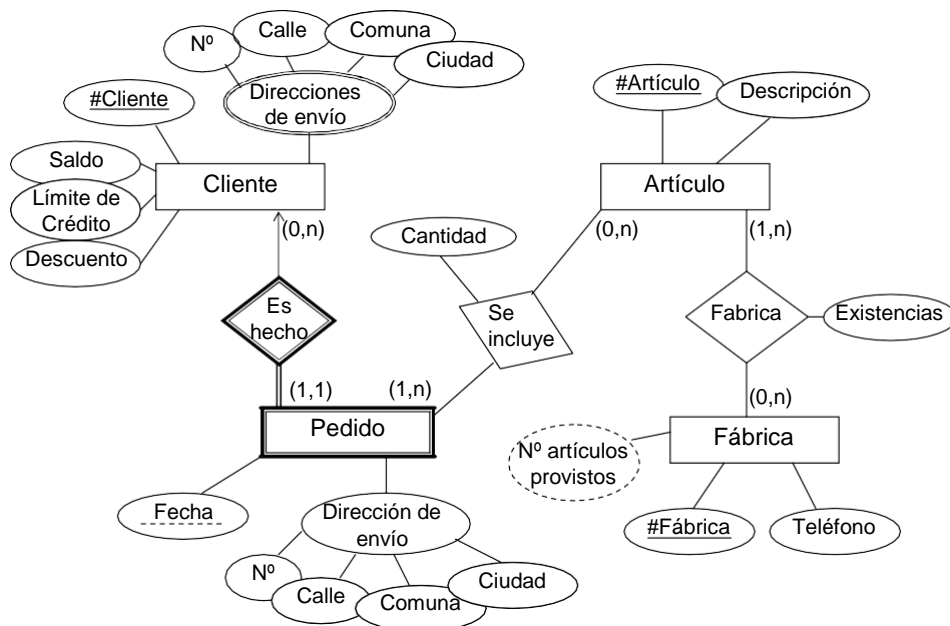 Nº
Calle
Comuna
Ciudad
Direcciones
de envío
#Cliente
Saldo
Límite de
Crédito
Descuento
Cliente
(0,n)
Es
hecho
(1,1)
(1,n)
Pedido
Fecha
Dirección de
envío
Nº
Calle
Comuna
Ciudad
Cantidad
Se
incluye
#Artículo
Descripción
Artículo
(0,n)
(1,n)
Fabrica
Existencias
(0,n)
Fábrica
Nº artículos
provistos
#Fábrica
Teléfono